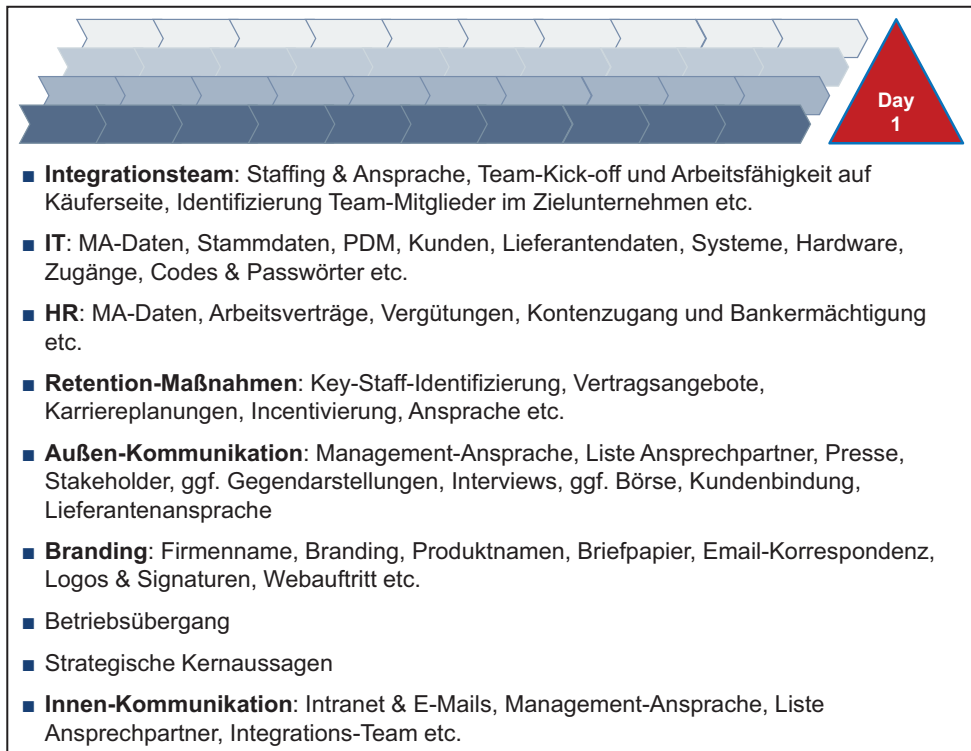 Day
1
■ Integrationsteam: Staffing & Ansprache, Team-Kick-off und Arbeitsfähigkeit auf
Käuferseite, Identifizierung Team-Mitglieder im Zielunternehmen etc.
■ IT: MA-Daten, Stammdaten, PDM, Kunden, Lieferantendaten, Systeme, Hardware,
Zugänge, Codes & Passwörter etc.
■ HR: MA-Daten, Arbeitsverträge, Vergütungen, Kontenzugang und Bankermächtigung
etc.
■ Retention-Maßnahmen: Key-Staff-Identifizierung, Vertragsangebote,
Karriereplanungen, Incentivierung, Ansprache etc.
■ Außen-Kommunikation: Management-Ansprache, Liste Ansprechpartner, Presse,
Stakeholder, ggf. Gegendarstellungen, Interviews, ggf. Börse, Kundenbindung,
Lieferantenansprache
■ Branding: Firmenname, Branding, Produktnamen, Briefpapier, Email-Korrespondenz,
Logos & Signaturen, Webauftritt etc.
■ Betriebsübergang
■ Strategische Kernaussagen
■ Innen-Kommunikation: Intranet & E-Mails, Management-Ansprache, Liste
Ansprechpartner, Integrations-Team etc.